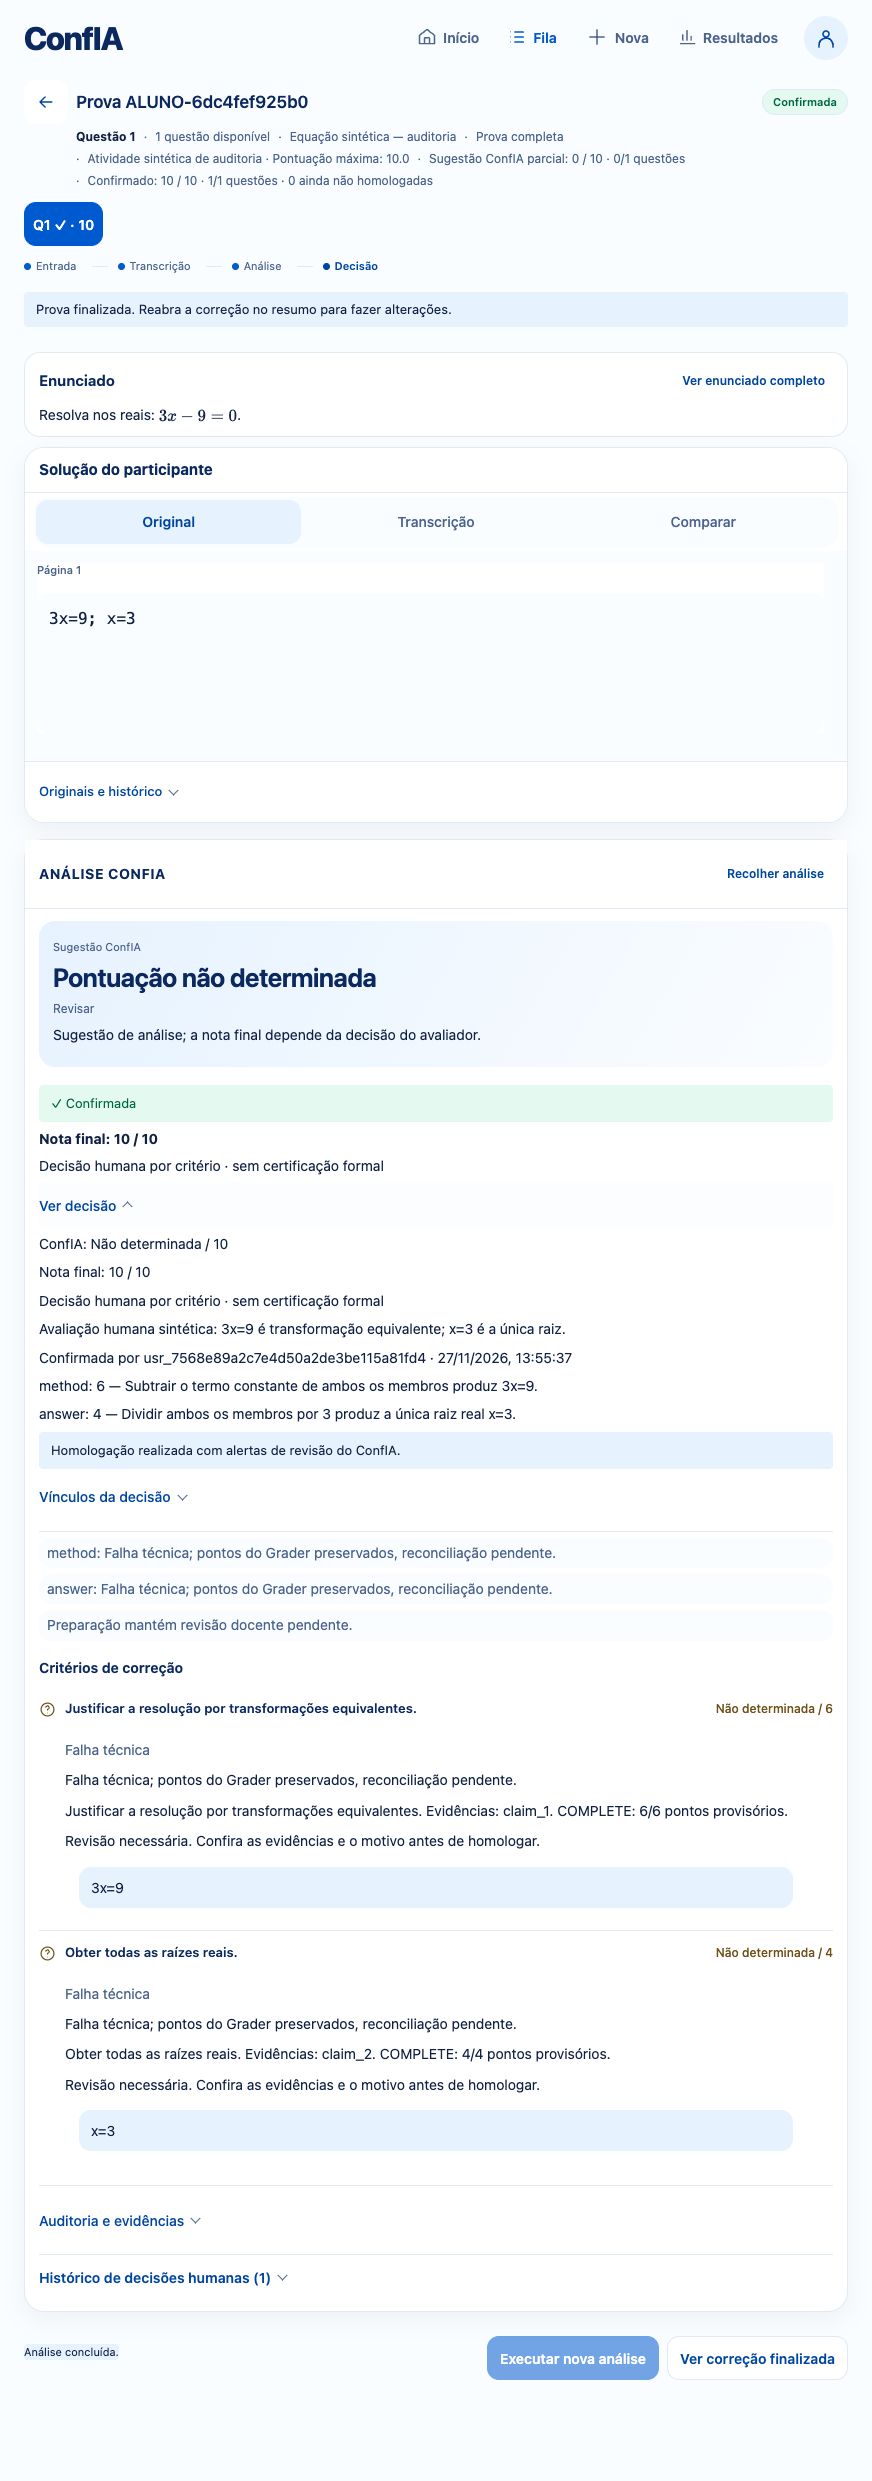 ConfIA
Início
Fila
Nova
Resultados
Prova ALUNO-6dc4fef925b0
Confirmada
Questão 1 · 1 questão disponível · Equação sintética — auditoria · Prova completa
· Atividade sintética de auditoria · Pontuação máxima: 10.0 · Sugestão ConfIA parcial: 0 / 10 · 0/1 questões
· Confirmado: 10 / 10 · 1/1 questões · 0 ainda não homologadas
Q1 ✓ · 10
Entrada
Transcrição
Análise
Decisão
Prova finalizada. Reabra a correção no resumo para fazer alterações.
Enunciado
Ver enunciado completo
Resolva nos reais: 3x − 9 = 0.
Solução do participante
Original
Transcrição
Comparar
Página 1
3x=9; x=3
Originais e histórico
ANÁLISE CONFIA
Recolher análise
Sugestão ConfIA
Pontuação não determinada
Revisar
Sugestão de análise; a nota final depende da decisão do avaliador.
✓ Confirmada
Nota final: 10 / 10
Decisão humana por critério · sem certificação formal
Ver decisão
ConfIA: Não determinada / 10
Nota final: 10 / 10
Decisão humana por critério · sem certificação formal
Avaliação humana sintética: 3x=9 é transformação equivalente; x=3 é a única raiz.
Confirmada por usr_7568e89a2c7e4d50a2de3be115a81fd4 · 27/11/2026, 13:55:37
method: 6 — Subtrair o termo constante de ambos os membros produz 3x=9.
answer: 4 — Dividir ambos os membros por 3 produz a única raiz real x=3.
Homologação realizada com alertas de revisão do ConfIA.
Vínculos da decisão
method: Falha técnica; pontos do Grader preservados, reconciliação pendente.
answer: Falha técnica; pontos do Grader preservados, reconciliação pendente.
Preparação mantém revisão docente pendente.
Critérios de correção
Justificar a resolução por transformações equivalentes.
Não determinada / 6
Falha técnica
Falha técnica; pontos do Grader preservados, reconciliação pendente.
Justificar a resolução por transformações equivalentes. Evidências: claim_1. COMPLETE: 6/6 pontos provisórios.
Revisão necessária. Confira as evidências e o motivo antes de homologar.
3x=9
Obter todas as raízes reais.
Não determinada / 4
Falha técnica
Falha técnica; pontos do Grader preservados, reconciliação pendente.
Obter todas as raízes reais. Evidências: claim_2. COMPLETE: 4/4 pontos provisórios.
Revisão necessária. Confira as evidências e o motivo antes de homologar.
x=3
Auditoria e evidências
Histórico de decisões humanas (1)
Análise concluída.
Executar nova análise
Ver correção finalizada